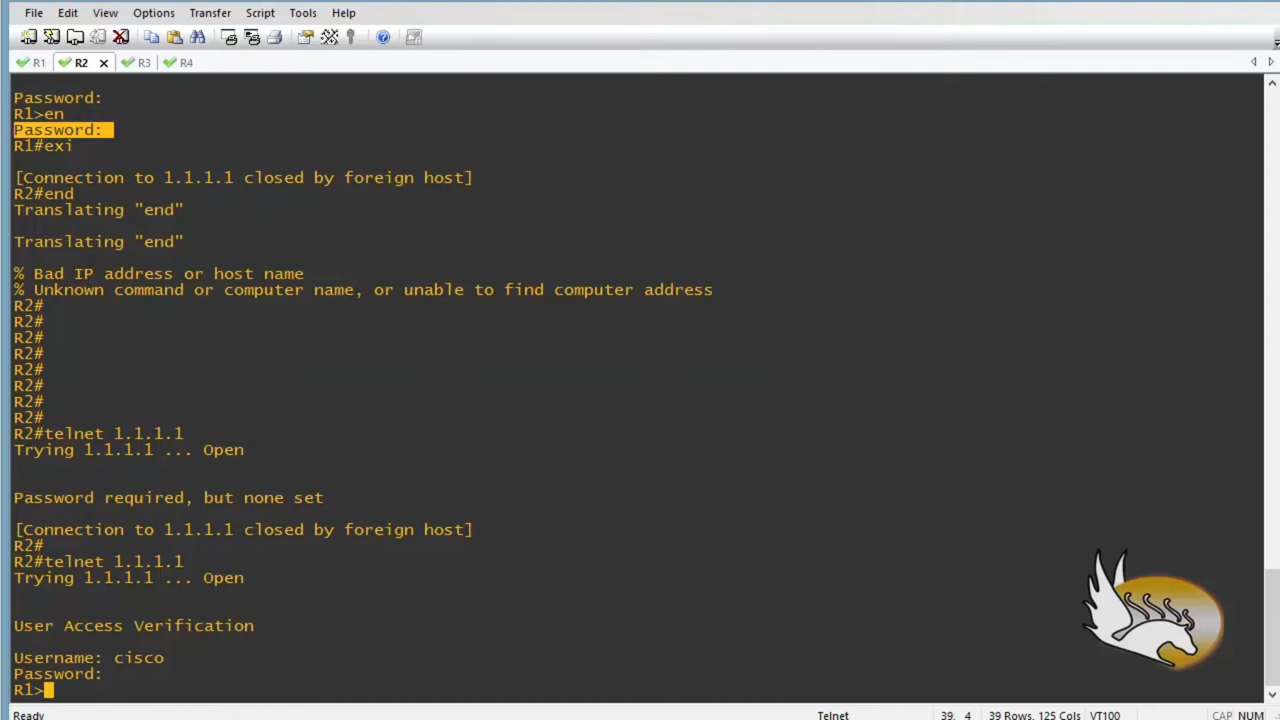 File Edit View Options Transfer Script Tools Help
R1 R2 R3 R4
Password:
R1>en
Password:
R1#exi
[Connection to 1.1.1.1 closed by foreign host]
R2#end
Translating "end"
Translating "end"
% Bad IP address or host name
% Unknown command or computer name, or unable to find computer address
R2#
R2#
R2#
R2#
R2#
R2#
R2#
R2#
R2#telnet 1.1.1.1
Trying 1.1.1.1 ... Open
Password required, but none set
[Connection to 1.1.1.1 closed by foreign host]
R2#
R2#telnet 1.1.1.1
Trying 1.1.1.1 ... Open
User Access Verification
Username: cisco
Password:
R1>
Ready Telnet 39, 4 39 Rows, 125 Cols VT100 CAP NUM